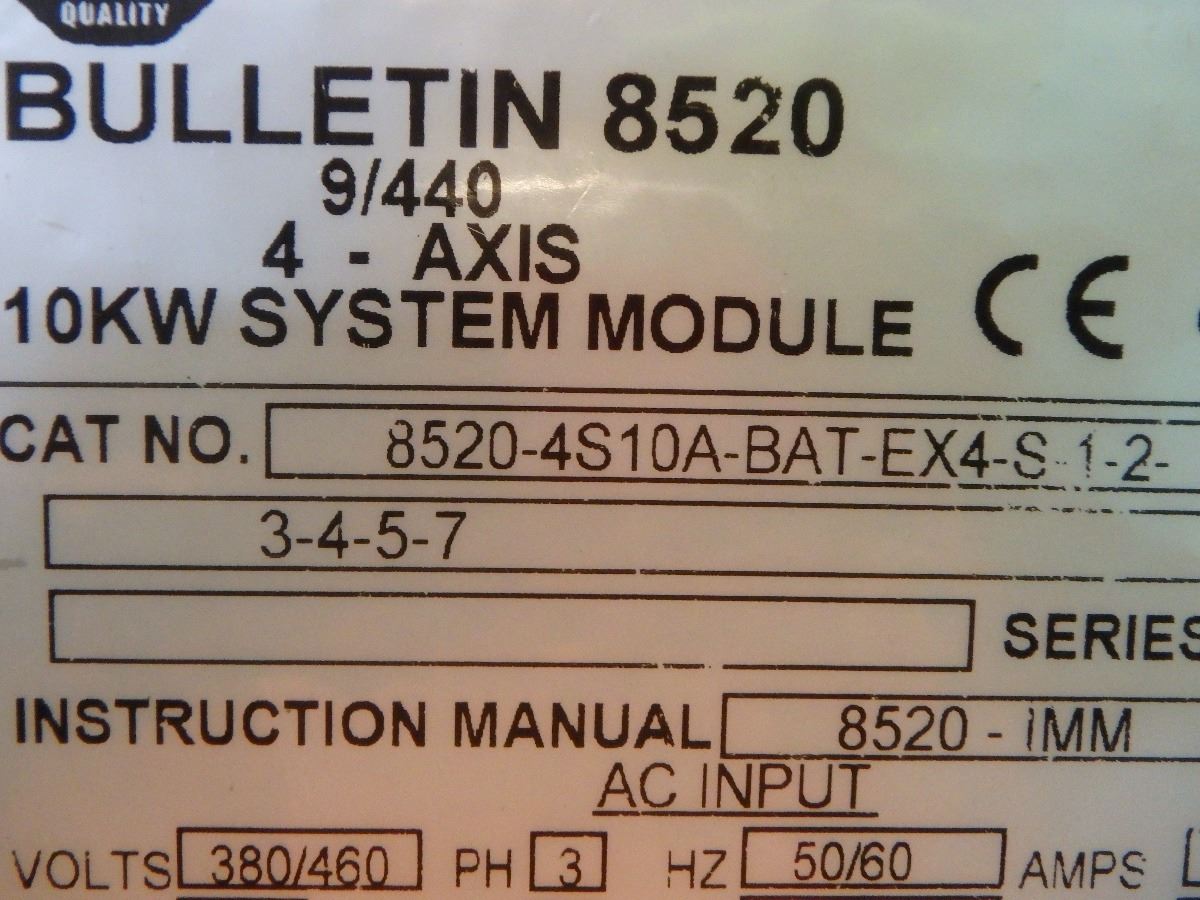 QUALITY
BULLETIN 8520
9/440
4 - AXIS
10KW SYSTEM MODULE CE
CAT NO. 8520-4S10A-BAT-EX4-S-1-2-
3-4-5-7
SERIES
INSTRUCTION MANUAL 8520 - IMM
AC INPUT
VOLTS 380/460 PH 3 HZ 50/60 AMPS